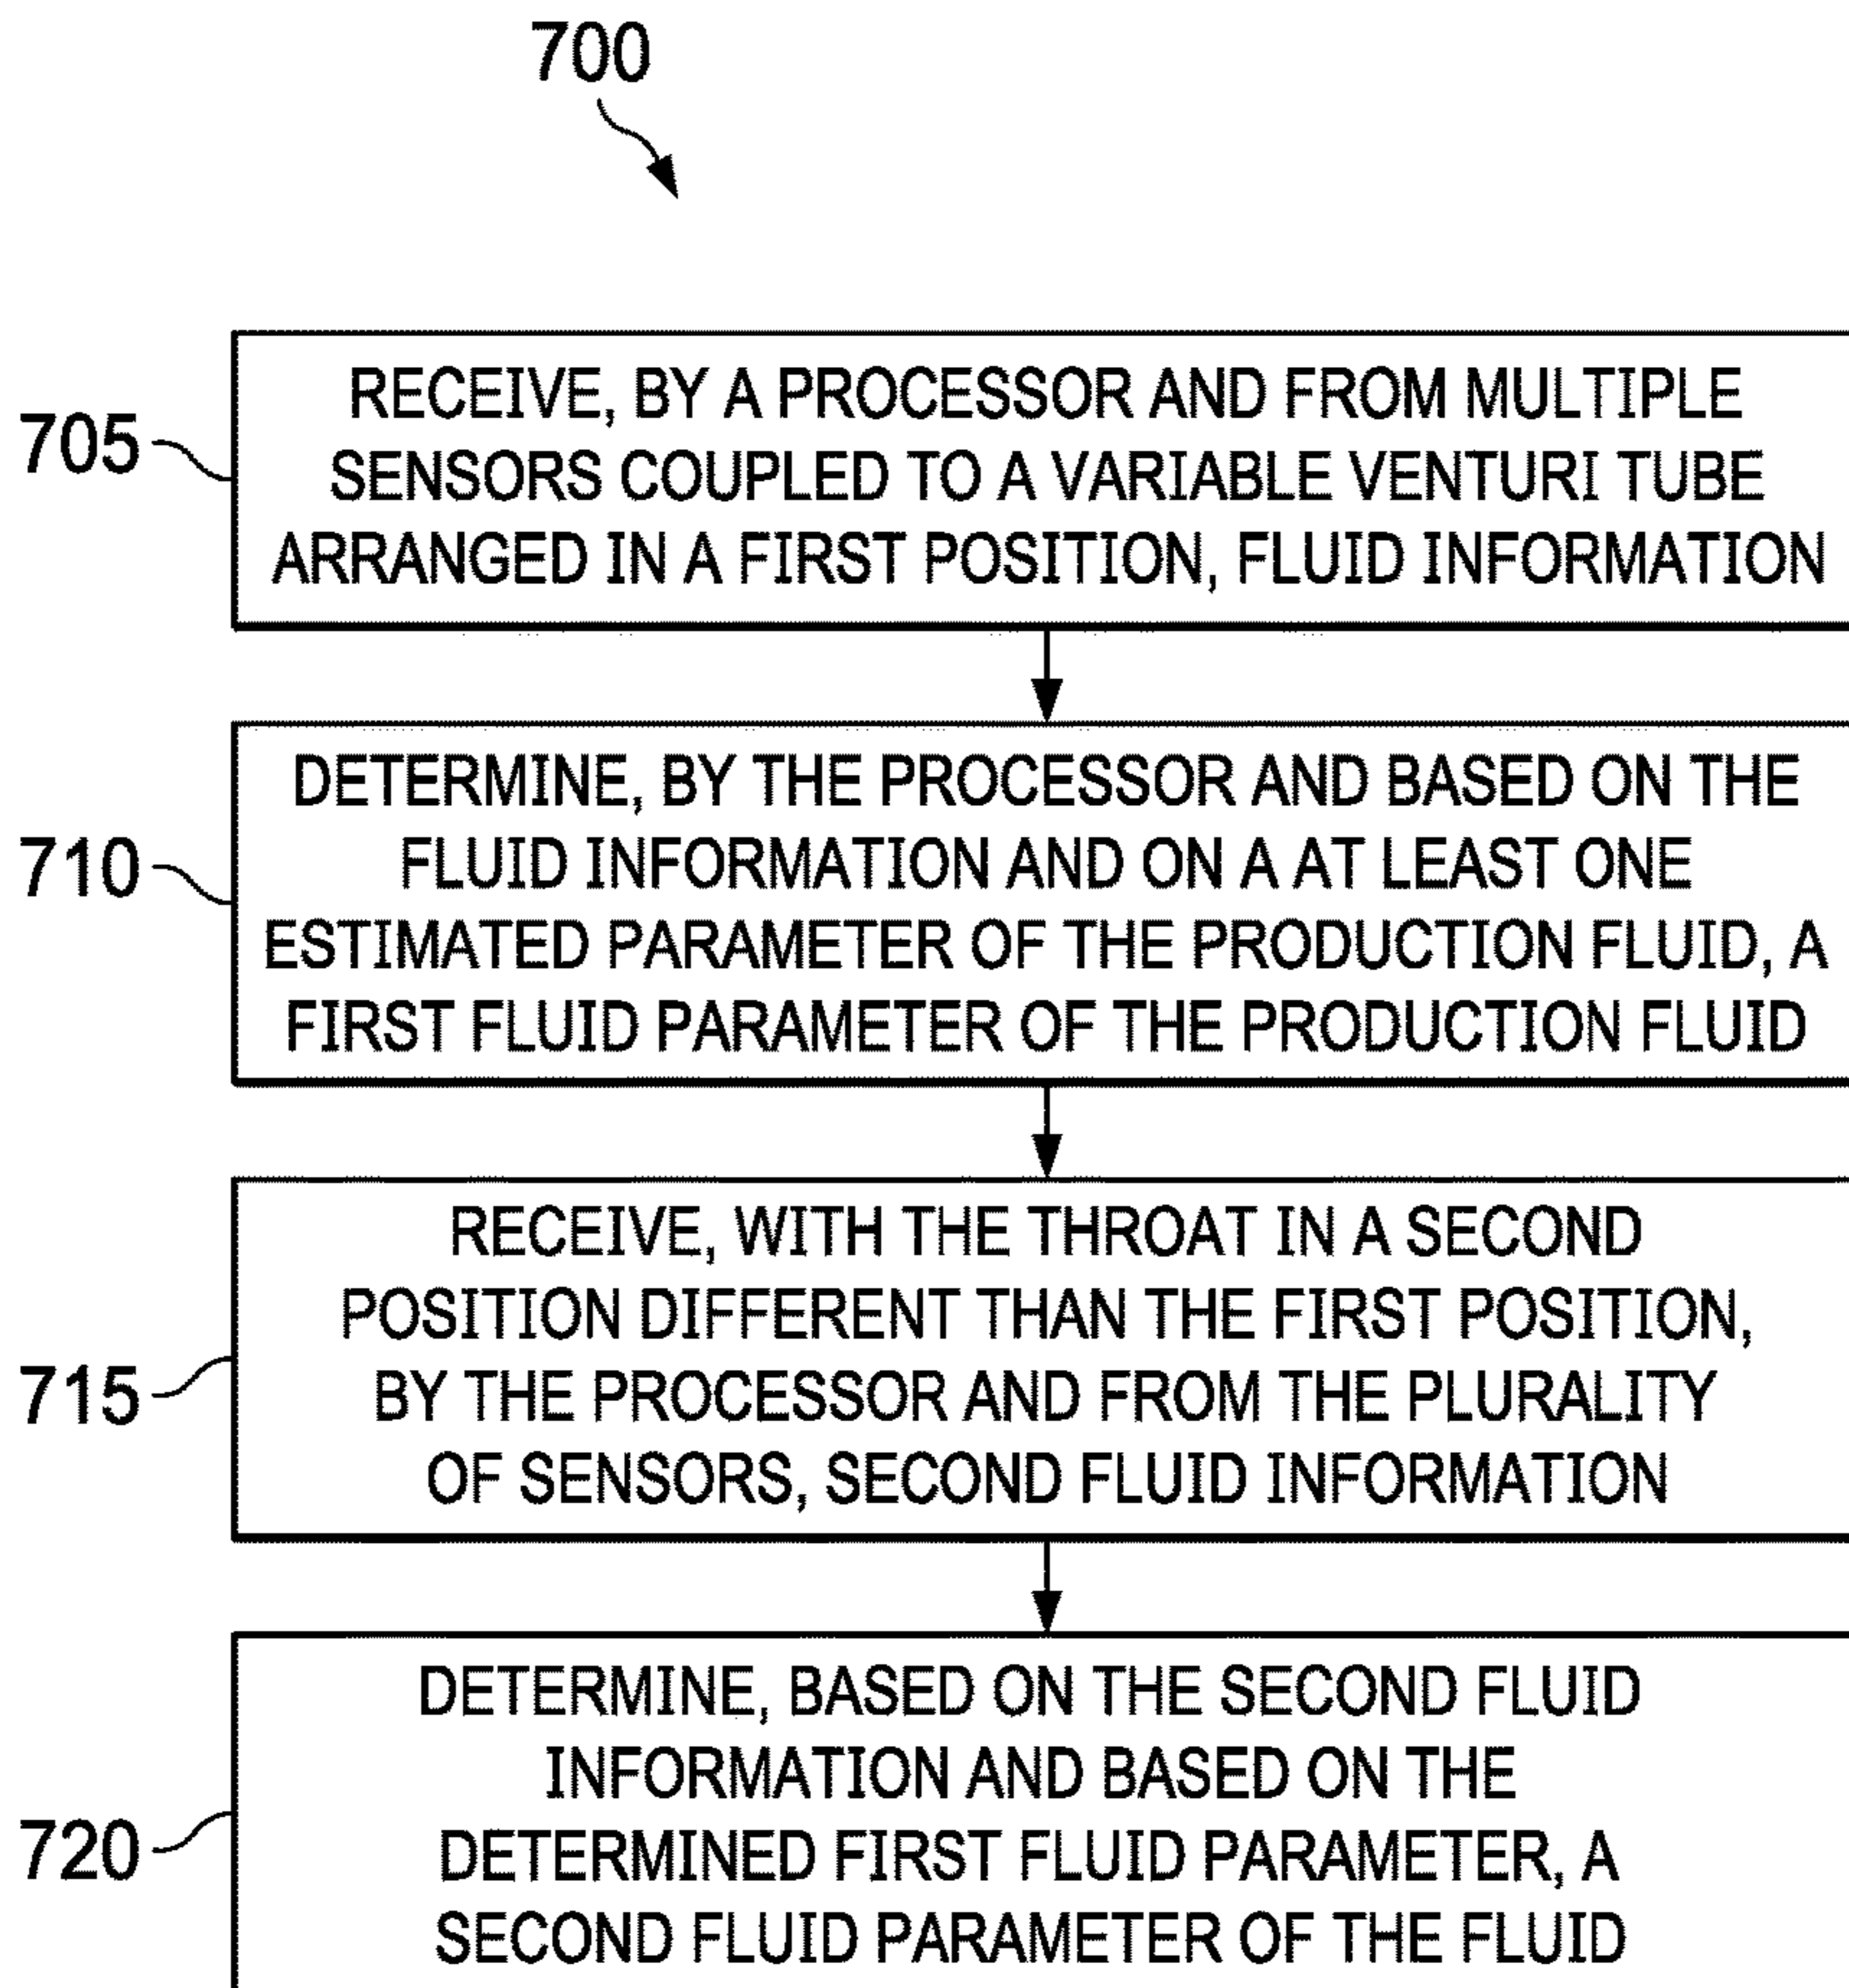 700
705
RECEIVE, BY A PROCESSOR AND FROM MULTIPLE
SENSORS COUPLED TO A VARIABLE VENTURI TUBE
ARRANGED IN A FIRST POSITION, FLUID INFORMATION
710
DETERMINE, BY THE PROCESSOR AND BASED ON THE
FLUID INFORMATION AND ON A AT LEAST ONE
ESTIMATED PARAMETER OF THE PRODUCTION FLUID, A
FIRST FLUID PARAMETER OF THE PRODUCTION FLUID
715
RECEIVE, WITH THE THROAT IN A SECOND
POSITION DIFFERENT THAN THE FIRST POSITION,
BY THE PROCESSOR AND FROM THE PLURALITY
OF SENSORS, SECOND FLUID INFORMATION
720
DETERMINE, BASED ON THE SECOND FLUID
INFORMATION AND BASED ON THE
DETERMINED FIRST FLUID PARAMETER, A
SECOND FLUID PARAMETER OF THE FLUID